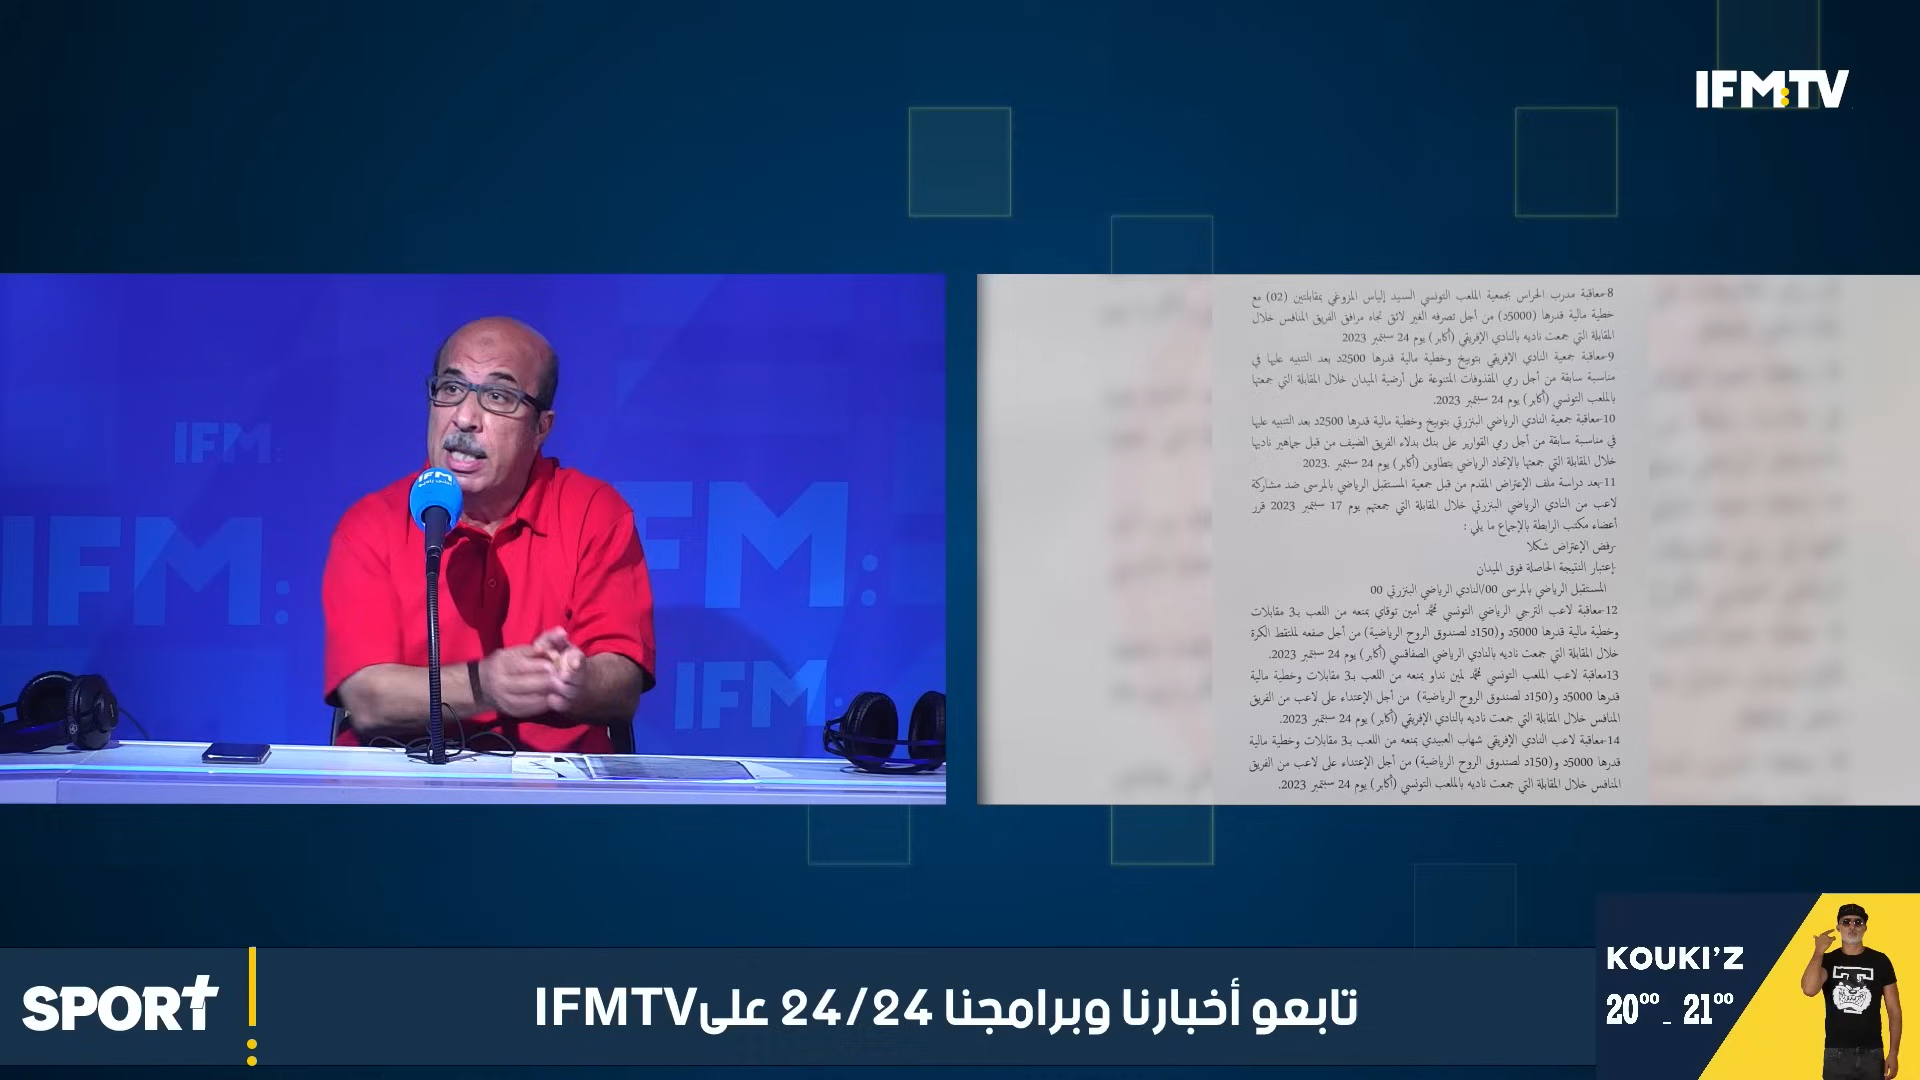 IFM:TV
8-معاقبة مدرب الحراس بجمعية الملعب التونسي السيد إلياس المزوغي بمقابلتين (02) مع
خطية مالية قدرها (5000د) من أجل تصرفه الغير لائق تجاه مرافق الفريق المنافس خلال
المقابلة التي جمعت ناديه بالنادي الإفريقي (أكابر) يوم 24 سبتمبر 2023
9-معاقبة جمعية النادي الإفريقي بتوبيخ وخطية مالية قدرها 2500د بعد التنبيه عليها في
مناسبة سابقة من أجل رمي المقذوفات المتنوعة على أرضية الميدان خلال المقابلة التي جمعتها
بالملعب التونسي (أكابر) يوم 24 سبتمبر 2023.
10-معاقبة جمعية النادي الرياضي البنزرتي بتوبيخ وخطية مالية قدرها 2500د بعد التنبيه عليها
في مناسبة سابقة من أجل رمي القوارير على بنك بدلاء الفريق الضيف من قبل جماهير ناديها
خلال المقابلة التي جمعتها بالإتحاد الرياضي بتطاوين (أكابر) يوم 24 سبتمبر .2023
11-بعد دراسة ملف الإعتراض المقدم من قبل جمعية المستقبل الرياضي بالمرسى ضد مشاركة
لاعب من النادي الرياضي البنزرتي خلال المقابلة التي جمعتهم يوم 17 سبتمبر 2023 قرر
أعضاء مكتب الرابطة بالإجماع ما يلي :
-رفض الإعتراض شكلا
-إعتبار النتيجة الحاصلة فوق الميدان
المستقبل الرياضي بالمرسى 00/النادي الرياضي البنزرتي 00
12-معاقبة لاعب الترجي الرياضي التونسي محمد أمين توقاي بمنعه من اللعب بـ3 مقابلات
وخطية مالية قدرها 5000د و(150د لصندوق الروح الرياضية) من أجل صفعه لملتقط الكرة
خلال المقابلة التي جمعت ناديه بالنادي الرياضي الصفاقسي (أكابر) يوم 24 سبتمبر 2023.
13معاقبة لاعب الملعب التونسي محمد لمين نداو بمنعه من اللعب بـ3 مقابلات وخطية مالية
قدرها 5000د و(150د لصندوق الروح الرياضية) من أجل الإعتداء على لاعب من الفريق
المنافس خلال المقابلة التي جمعت ناديه بالنادي الإفريقي (أكابر) يوم 24 سبتمبر 2023.
14-معاقبة لاعب النادي الإفريقي شهاب العبيدي بمنعه من اللعب بـ3 مقابلات وخطية مالية
قدرها 5000د و(150د لصندوق الروح الرياضية) من أجل الإعتداء على لاعب من الفريق
المنافس خلال المقابلة التي جمعت ناديه بالملعب التونسي (أكابر) يوم 24 سبتمبر 2023.
IFM:
IFM:
FM:
IFM:
IFM
SPORT
تابعو أخبارنا وبرامجنا 24/24 علىIFMTV
KOUKI'Z
20⁰⁰ - 21⁰⁰